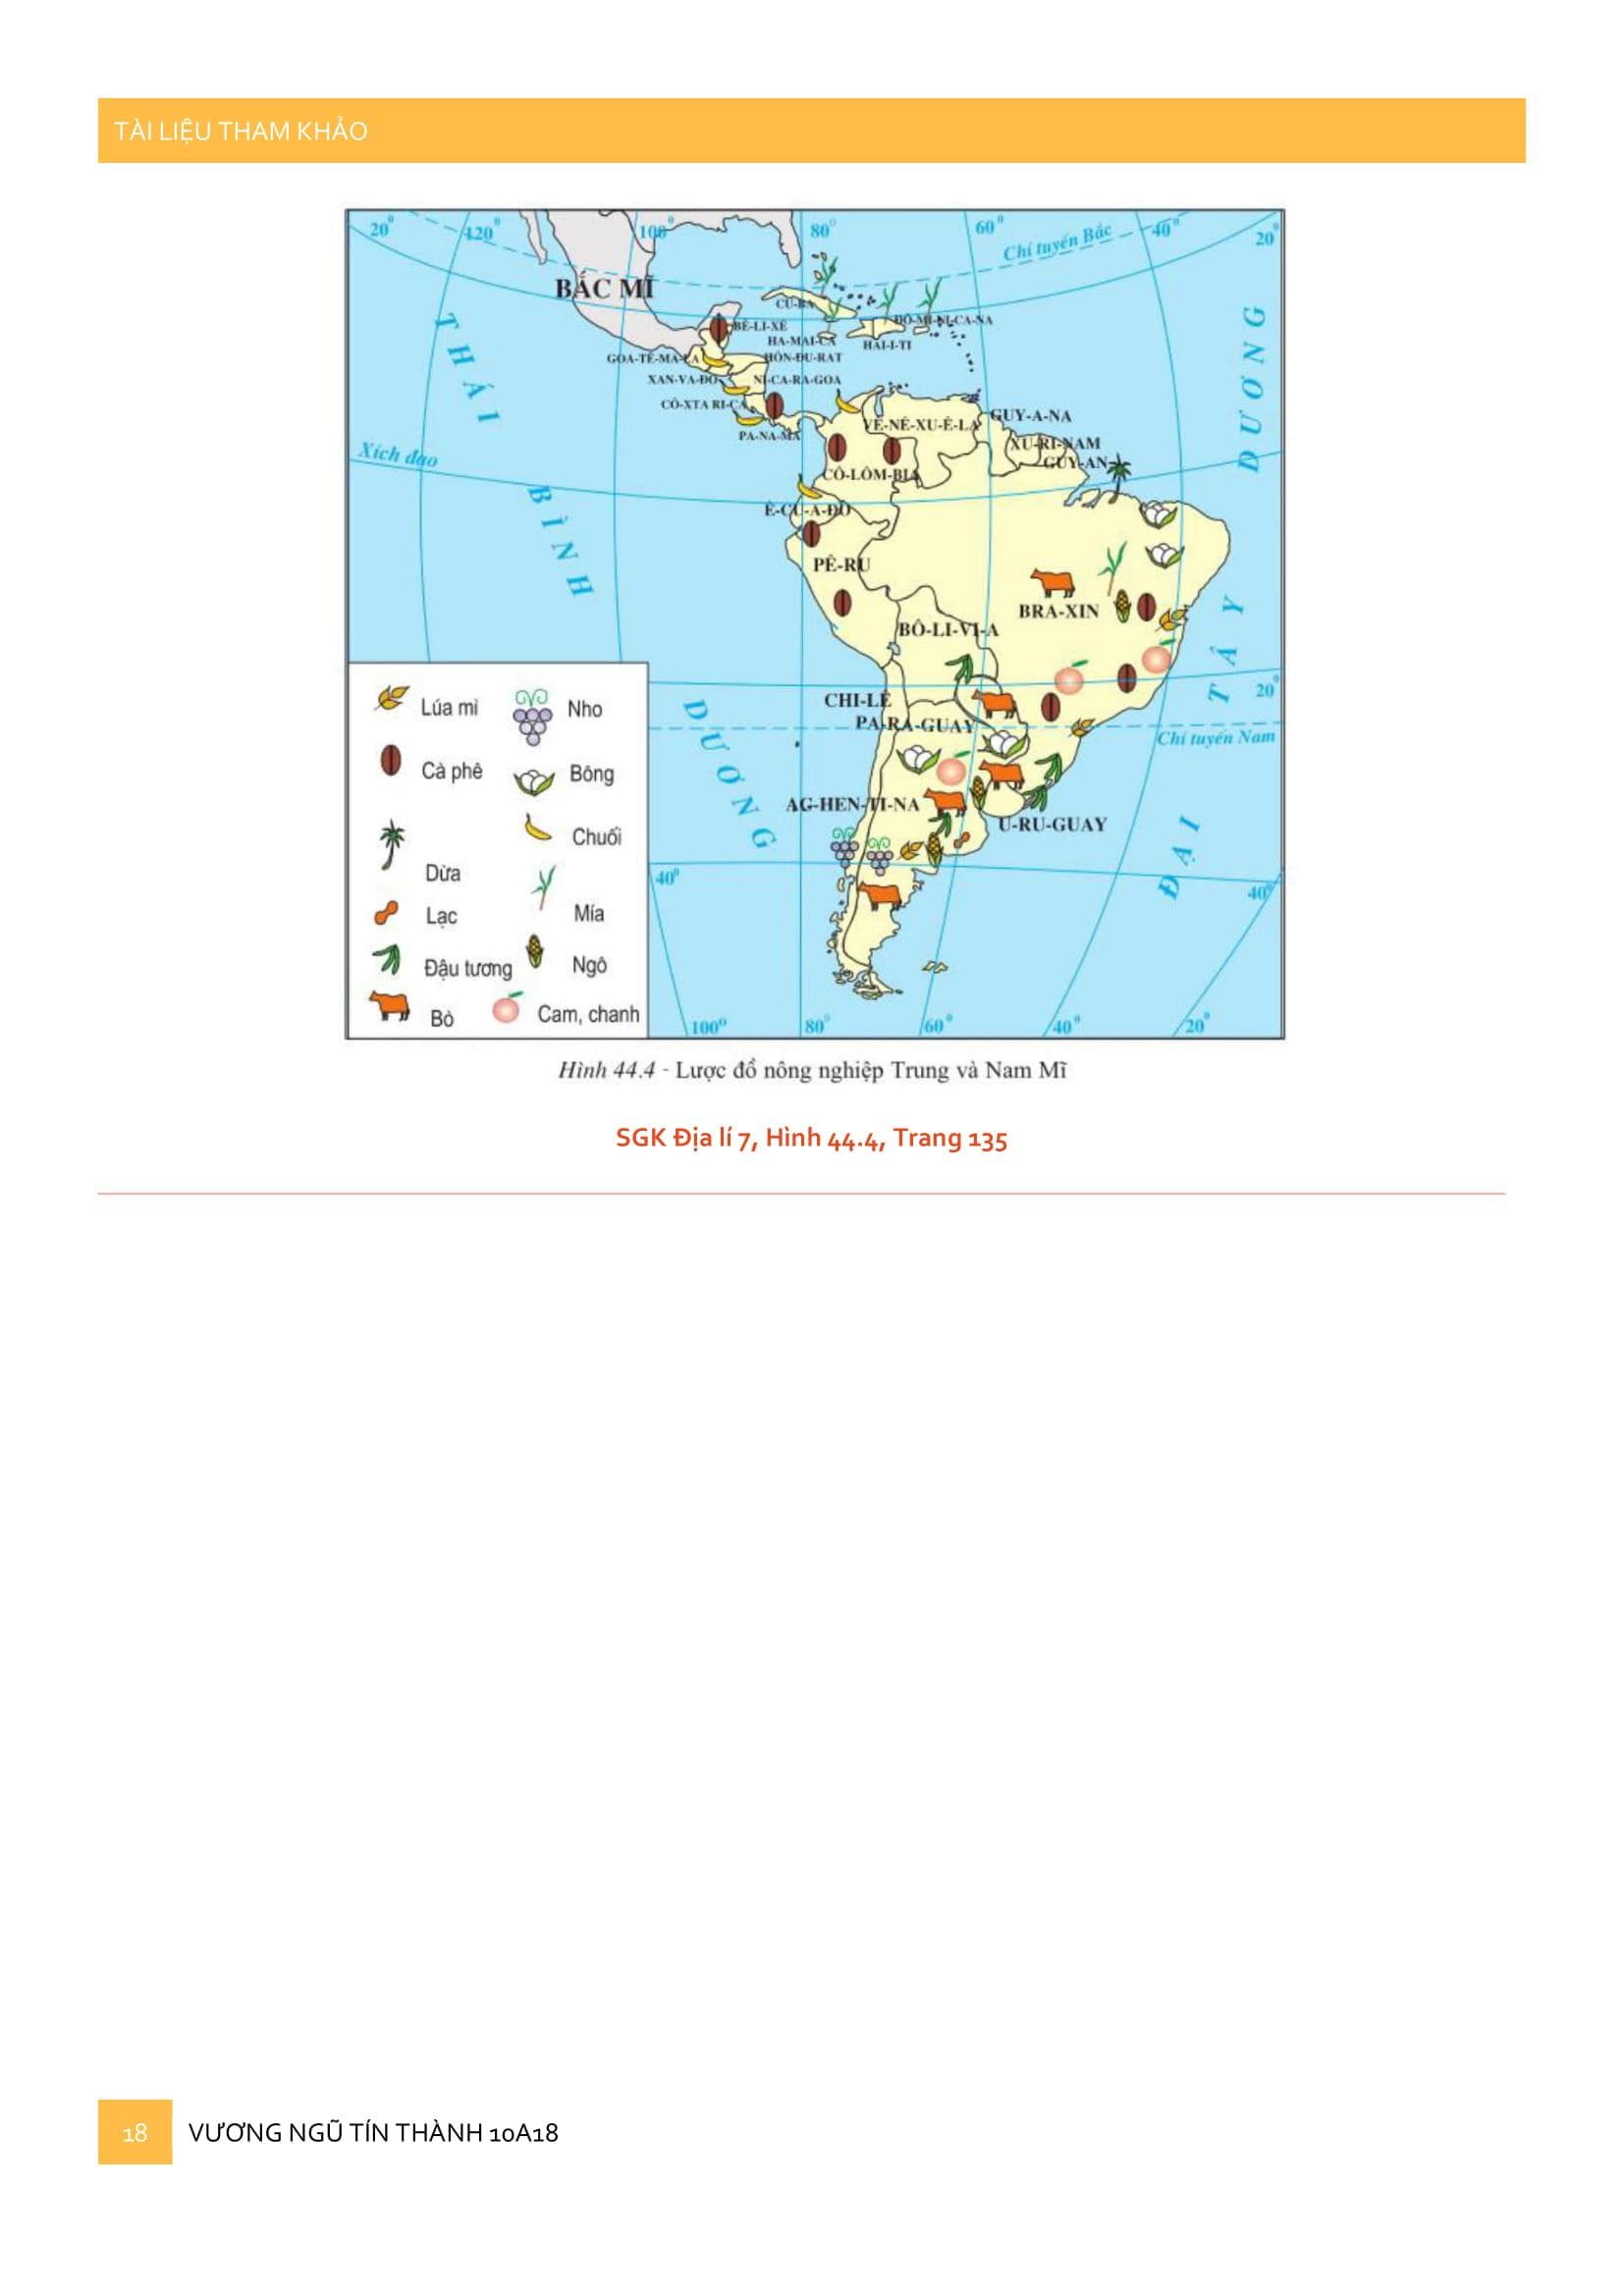 TÀI LIỆU THAM KHẢO
20° 120° 100° 80° 60° 40° 20°
Chí tuyến Bắc
BẮC MĨ
CU-BA
ĐÔ-MI-NI-CA-NA
BÊ-LI-XÊ
HA-MAI-CA
HAI-I-TI
GOA-TÊ-MA-LA
HÔN-ĐU-RAT
XAN-VA-ĐO
NI-CA-RA-GOA
CÔ-XTA RI-CA
PA-NA-MA
VÊ-NÊ-XU-Ê-LA
GUY-A-NA
XU-RI-NAM
GUY-AN
Xích đạo
CÔ-LÔM-BI-A
Ê-CU-A-ĐO
PÊ-RU
BRA-XIN
BÔ-LI-VI-A
CHI-LÊ
20°
PA-RA-GUAY
Chí tuyến Nam
AG-HEN-TI-NA
U-RU-GUAY
40° 40°
100° 80° 60° 40° 20°
THÁI BÌNH DƯƠNG
ĐẠI TÂY DƯƠNG
Lúa mì
Nho
Cà phê
Bông
Chuối
Dừa
Mía
Lạc
Đậu tương
Ngô
Bò
Cam, chanh
Hình 44.4 - Lược đồ nông nghiệp Trung và Nam Mĩ
SGK Địa lí 7, Hình 44.4, Trang 135
18 VƯƠNG NGŨ TÍN THÀNH 10A18